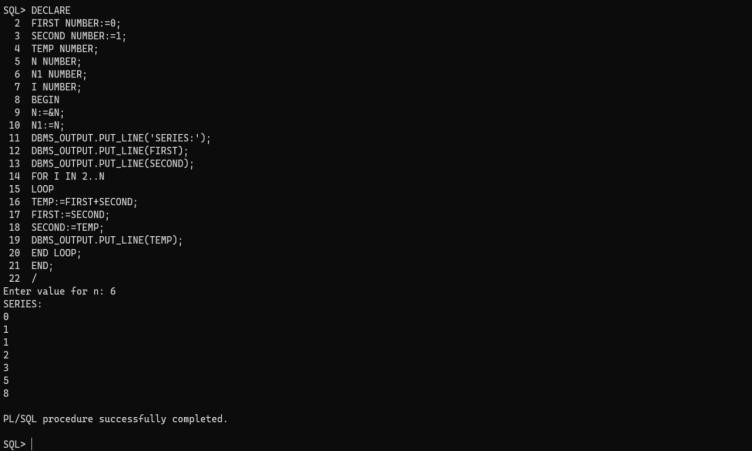 SQL> DECLARE
  2  FIRST NUMBER:=0;
  3  SECOND NUMBER:=1;
  4  TEMP NUMBER;
  5  N NUMBER;
  6  N1 NUMBER;
  7  I NUMBER;
  8  BEGIN
  9  N:=&N;
 10  N1:=N;
 11  DBMS_OUTPUT.PUT_LINE('SERIES:');
 12  DBMS_OUTPUT.PUT_LINE(FIRST);
 13  DBMS_OUTPUT.PUT_LINE(SECOND);
 14  FOR I IN 2..N
 15  LOOP
 16  TEMP:=FIRST+SECOND;
 17  FIRST:=SECOND;
 18  SECOND:=TEMP;
 19  DBMS_OUTPUT.PUT_LINE(TEMP);
 20  END LOOP;
 21  END;
 22  /
Enter value for n: 6
SERIES:
0
1
1
2
3
5
8
PL/SQL procedure successfully completed.
SQL>